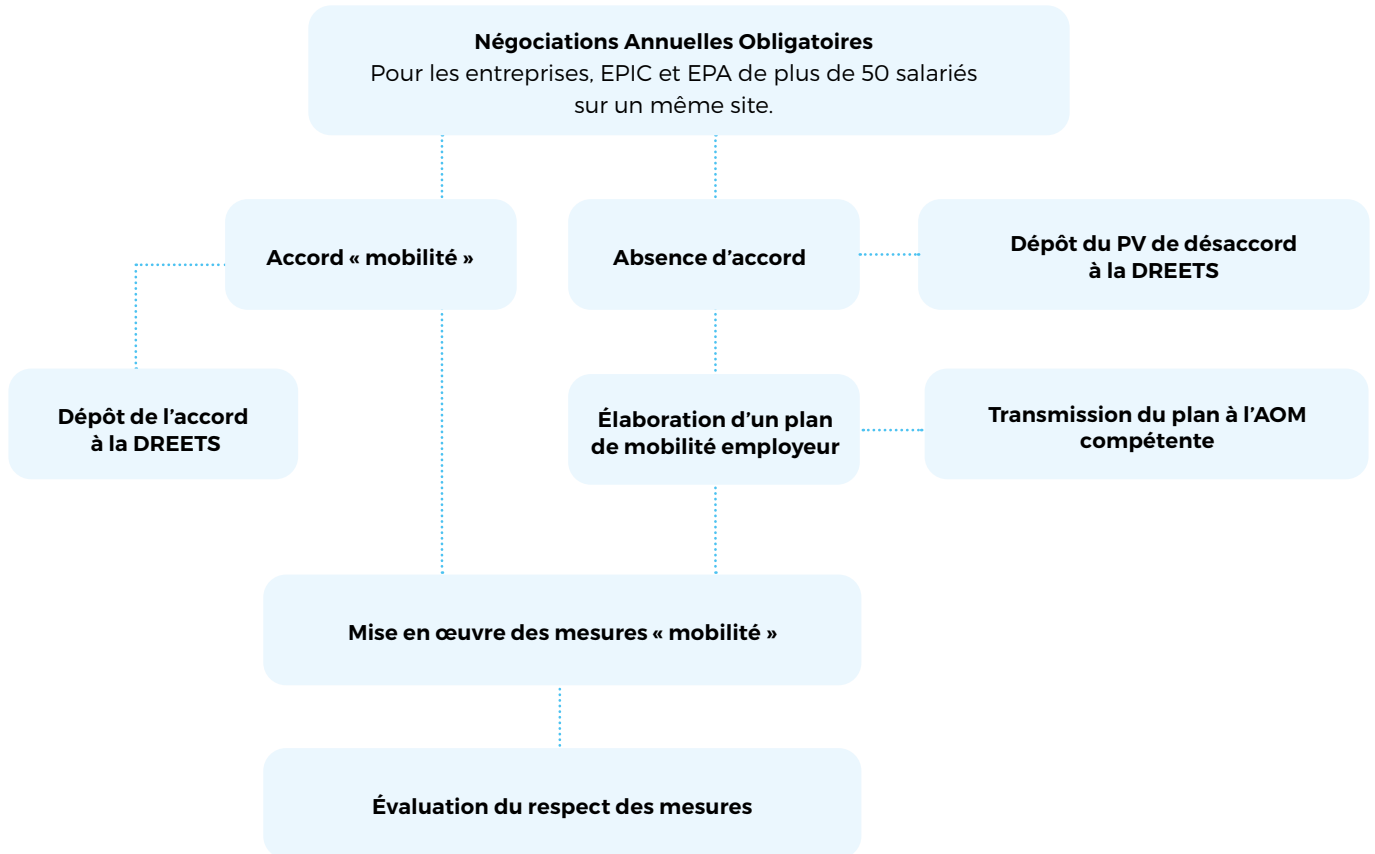 Négociations Annuelles Obligatoires
Pour les entreprises, EPIC et EPA de plus de 50 salariés
sur un même site.
Accord « mobilité »
Absence d’accord
Dépôt du PV de désaccord
à la DREETS
Dépôt de l’accord
à la DREETS
Élaboration d’un plan
de mobilité employeur
Transmission du plan à l’AOM
compétente
Mise en œuvre des mesures « mobilité »
Évaluation du respect des mesures